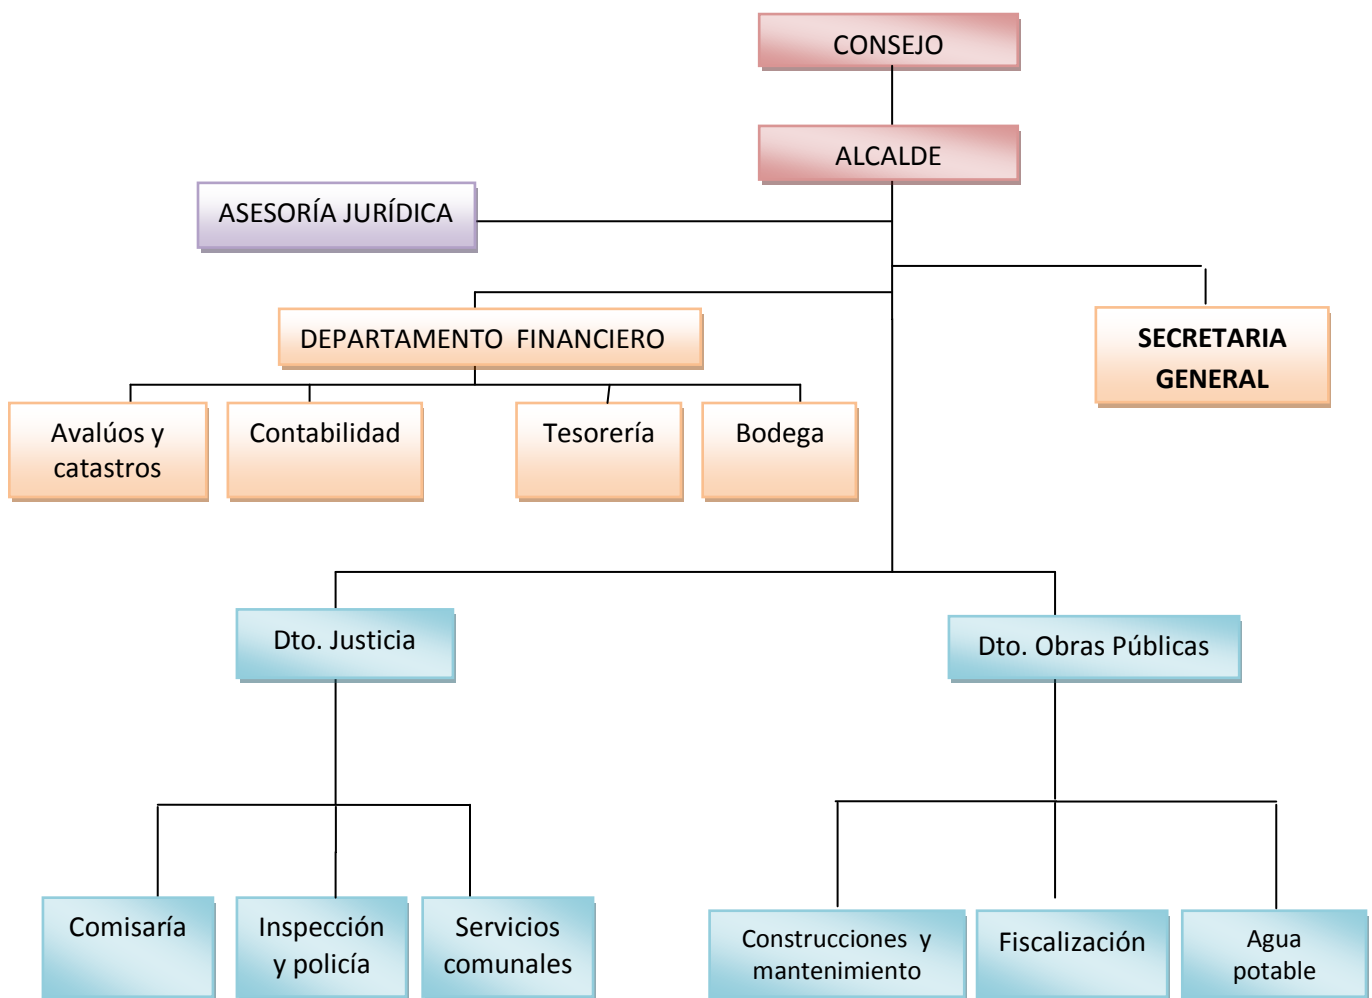 CONSEJO
ALCALDE
ASESORÍA JURÍDICA
DEPARTAMENTO FINANCIERO
SECRETARIA
GENERAL
Avalúos y
catastros
Contabilidad
Tesorería
Bodega
Dto. Justicia
Dto. Obras Públicas
Comisaría
Inspección
y policía
Servicios
comunales
Construcciones y
mantenimiento
Fiscalización
Agua
potable